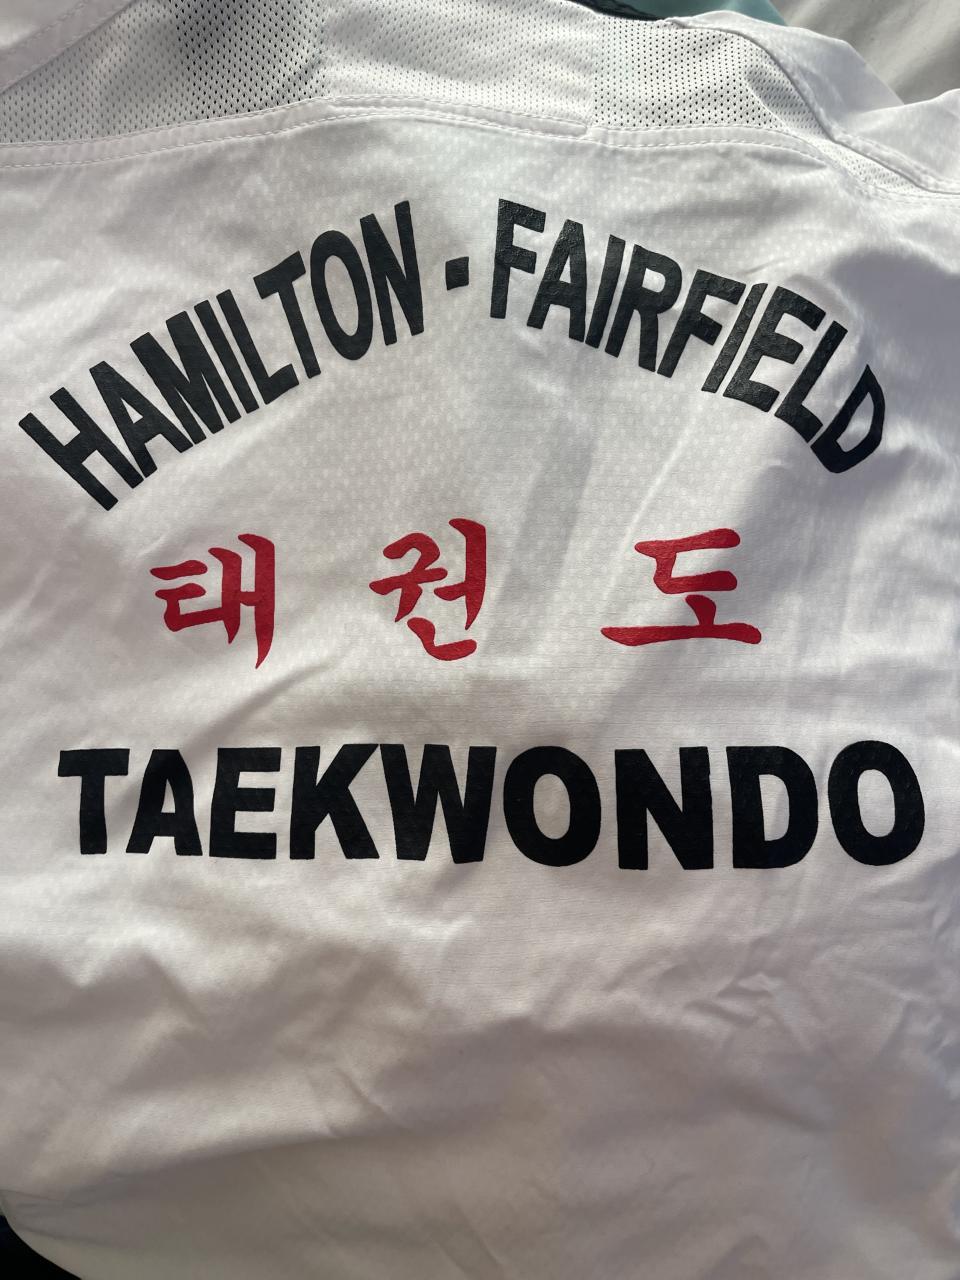 HAMILTON - FAIRFIELD
태권도
TAEKWONDO